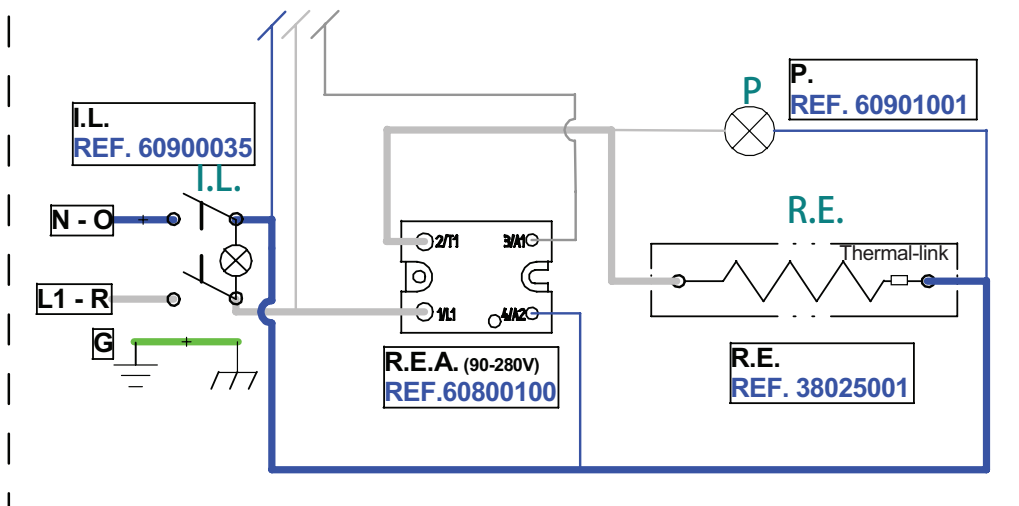 P
P.
REF. 60901001
I.L.
REF. 60900035
I.L.
N - O
L1 - R
G
2/T1
3/A1
1/L1
4/A2
R.E.A. (90-280V)
REF.60800100
R.E.
Thermal-link
R.E.
REF. 38025001